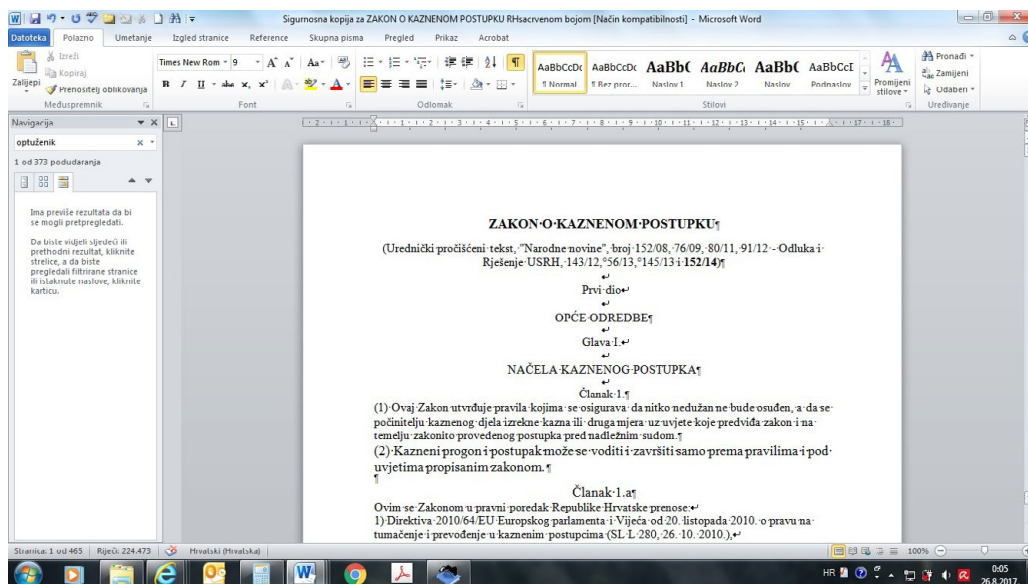 Sigurnosna kopija za ZAKON O KAZNENOM POSTUPKU RHsacrvenom bojom [Način kompatibilnosti] - Microsoft Word
Datoteka Polazno Umetanje Izgled stranice Reference Skupna pisma Pregled Prikaz Acrobat
Zalijepi
Izreži
Kopiraj
Prenositelj oblikovanja
Međuspremnik
Times New Rom 9
Font
Odlomak
AaBbCcDc AaBbCcDc AaBbC AaBbCc AaBbC AaBbCcI
¶ Normal ¶ Bez pror... Naslov 1 Naslov 2 Naslov Podnaslov
Promijeni stilove
Stilovi
Pronađi
Zamijeni
Odaberi
Uređivanje
Navigacija
optuženik
1 od 373 podudaranja
Ima previše rezultata da bi
se mogli pretpregledati.
Da biste vidjeli sljedeći ili
prethodni rezultat, kliknite
strelice, a da biste
pregledali filtrirane stranice
ili istaknute naslove, kliknite
karticu.
ZAKON O KAZNENOM POSTUPKU¶
(Urednički pročišćeni tekst, "Narodne novine", broj 152/08, 76/09, 80/11, 91/12 - Odluka i
Rješenje USRH, 143/12,°56/13,°145/13 i 152/14)¶
Prvi dio
OPĆE ODREDBE¶
Glava I.
NAČELA KAZNENOG POSTUPKA¶
Članak 1.¶
(1) Ovaj Zakon utvrđuje pravila kojima se osigurava da nitko nedužan ne bude osuđen, a da se
počinitelju kaznenog djela izrekne kazna ili druga mjera uz uvjete koje predviđa zakon i na
temelju zakonito provedenog postupka pred nadležnim sudom.¶
(2) Kazneni progon i postupak može se voditi i završiti samo prema pravilima i pod
uvjetima propisanim zakonom. ¶
¶
Članak 1.a¶
Ovim se Zakonom u pravni poredak Republike Hrvatske prenose:
1) Direktiva 2010/64/EU Europskog parlamenta i Vijeća od 20. listopada 2010. o pravu na
tumačenje i prevođenje u kaznenim postupcima (SL L 280, 26. 10. 2010.),
Stranica: 1 od 465 Riječi: 224.473 Hrvatski (Hrvatska) 100%
HR 0:05
26.8.2017